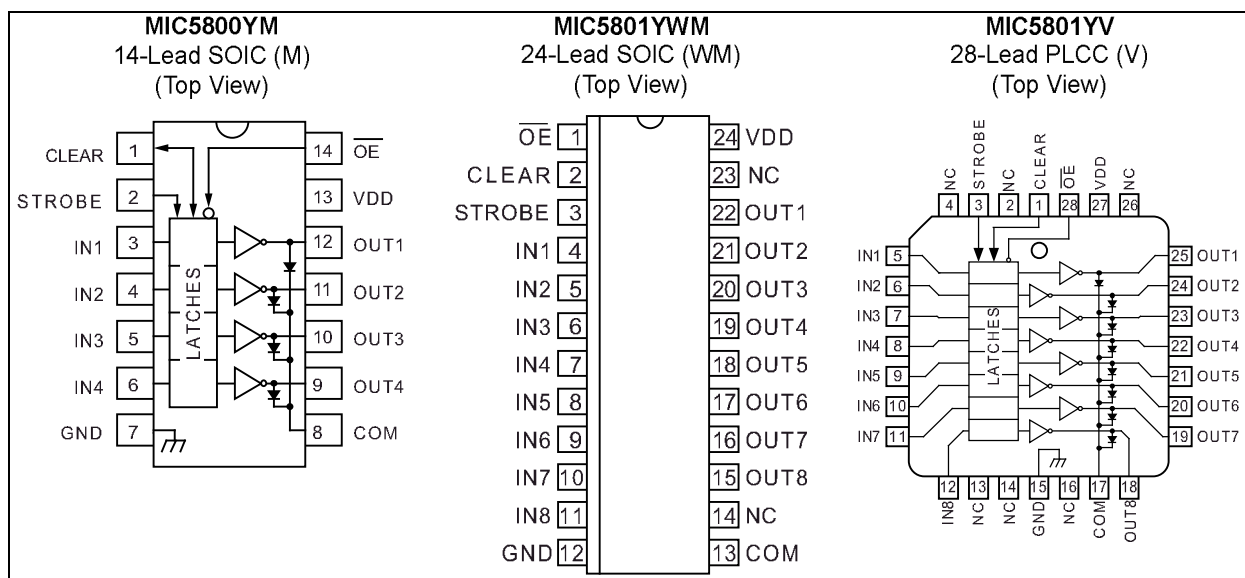 MIC5800YM
14-Lead SOIC (M)
(Top View)
CLEAR 1
14 OE
STROBE 2
13 VDD
IN1 3
12 OUT1
IN2 4
11 OUT2
IN3 5
10 OUT3
IN4 6
9 OUT4
GND 7
8 COM
LATCHES
MIC5801YWM
24-Lead SOIC (WM)
(Top View)
OE 1
24 VDD
CLEAR 2
23 NC
STROBE 3
22 OUT1
IN1 4
21 OUT2
IN2 5
20 OUT3
IN3 6
19 OUT4
IN4 7
18 OUT5
IN5 8
17 OUT6
IN6 9
16 OUT7
IN7 10
15 OUT8
IN8 11
14 NC
GND 12
13 COM
MIC5801YV
28-Lead PLCC (V)
(Top View)
NC
STROBE
NC
CLEAR
OE
VDD
NC
4 3 2 1 28 27 26
IN1 5
25 OUT1
IN2 6
24 OUT2
IN3 7
23 OUT3
IN4 8
22 OUT4
IN5 9
21 OUT5
IN6 10
20 OUT6
IN7 11
19 OUT7
LATCHES
12 13 14 15 16 17 18
IN8
NC
NC
GND
NC
COM
OUT8